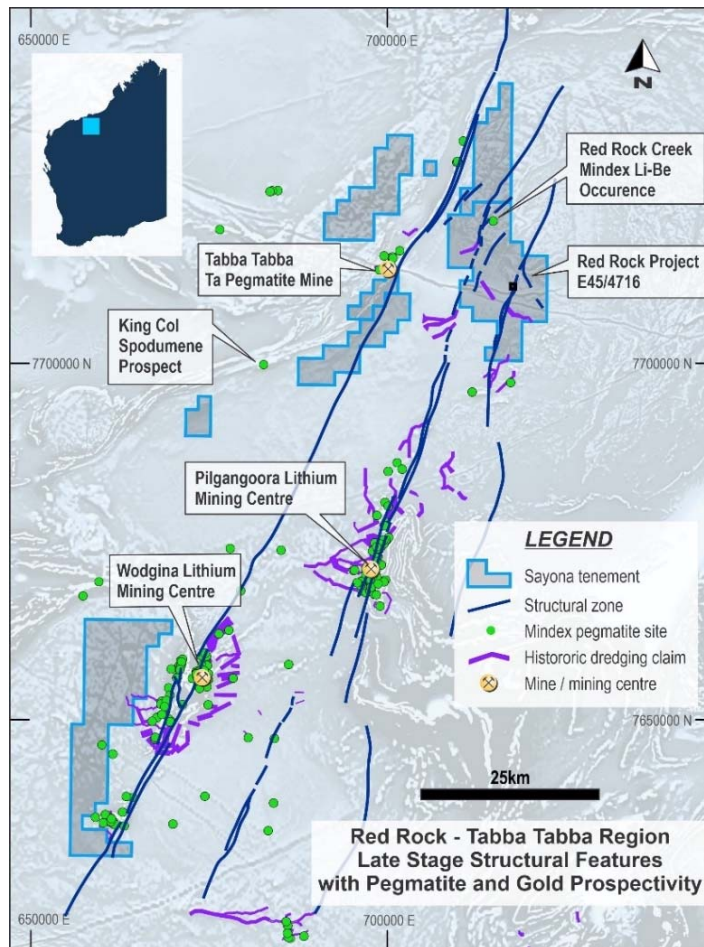 650000 E
700000 E
N
Red Rock Creek
Mindex Li-Be
Occurence
Tabba Tabba
Ta Pegmatite Mine
Red Rock Project
E45/4716
King Col
Spodumene
Prospect
7700000 N
7700000 N
Pilgangoora Lithium
Mining Centre
Wodgina Lithium
Mining Centre
LEGEND
Sayona tenement
Structural zone
Mindex pegmatite site
Histororic dredging claim
Mine / mining centre
7650000 N
25km
Red Rock - Tabba Tabba Region
Late Stage Structural Features
with Pegmatite and Gold Prospectivity
650000 E
700000 E